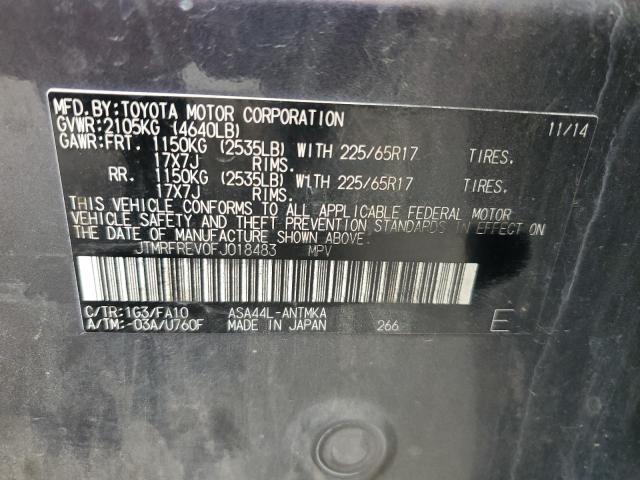 MFD.BY:TOYOTA MOTOR CORPORATION 11/14
GVWR:2105KG (4640LB)
GAWR:FRT. 1150KG (2535LB) WITH 225/65R17 TIRES.
17X7J RIMS.
RR. 1150KG (2535LB) WITH 225/65R17 TIRES.
17X7J RIMS.
THIS VEHICLE CONFORMS TO ALL APPLICABLE FEDERAL MOTOR
VEHICLE SAFETY AND THEFT PREVENTION STANDARDS IN EFFECT ON
THE DATE OF MANUFACTURE SHOWN ABOVE.
JTMRFREV0FJ018483 MPV
C/TR:1G3/FA10 ASA44L-ANTMKA
A/TM:-03A/U760F MADE IN JAPAN 266 E